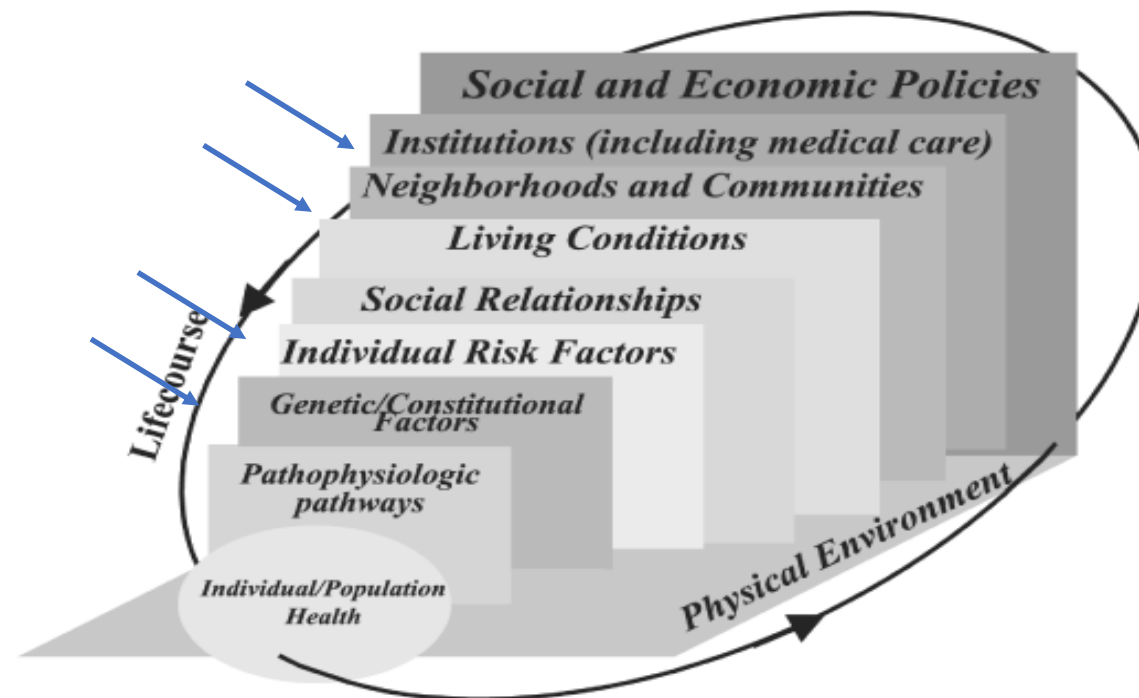 Social and Economic Policies
Institutions (including medical care)
Neighborhoods and Communities
Living Conditions
Social Relationships
Individual Risk Factors
Genetic/Constitutional
Factors
Pathophysiologic
pathways
Individual/Population
Health
Lifecourse
Physical Environment